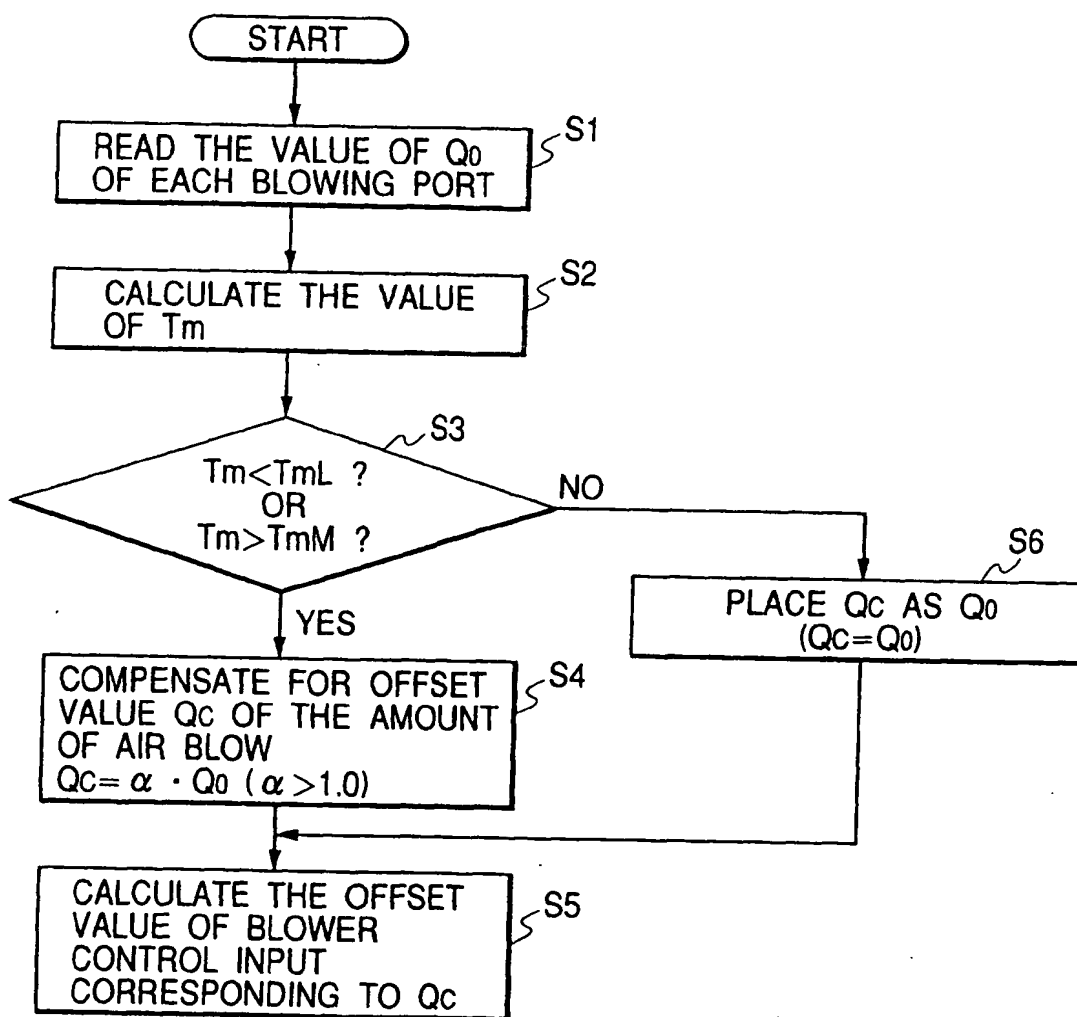 START
S1
READ THE VALUE OF Q0
OF EACH BLOWING PORT
S2
CALCULATE THE VALUE
OF Tm
S3
Tm<TmL ?
OR
Tm>TmM ?
NO
YES
S6
PLACE Qc AS Q0
(Qc=Q0)
S4
COMPENSATE FOR OFFSET
VALUE Qc OF THE AMOUNT
OF AIR BLOW
Qc= α · Q0 ( α >1.0)
S5
CALCULATE THE OFFSET
VALUE OF BLOWER
CONTROL INPUT
CORRESPONDING TO Qc